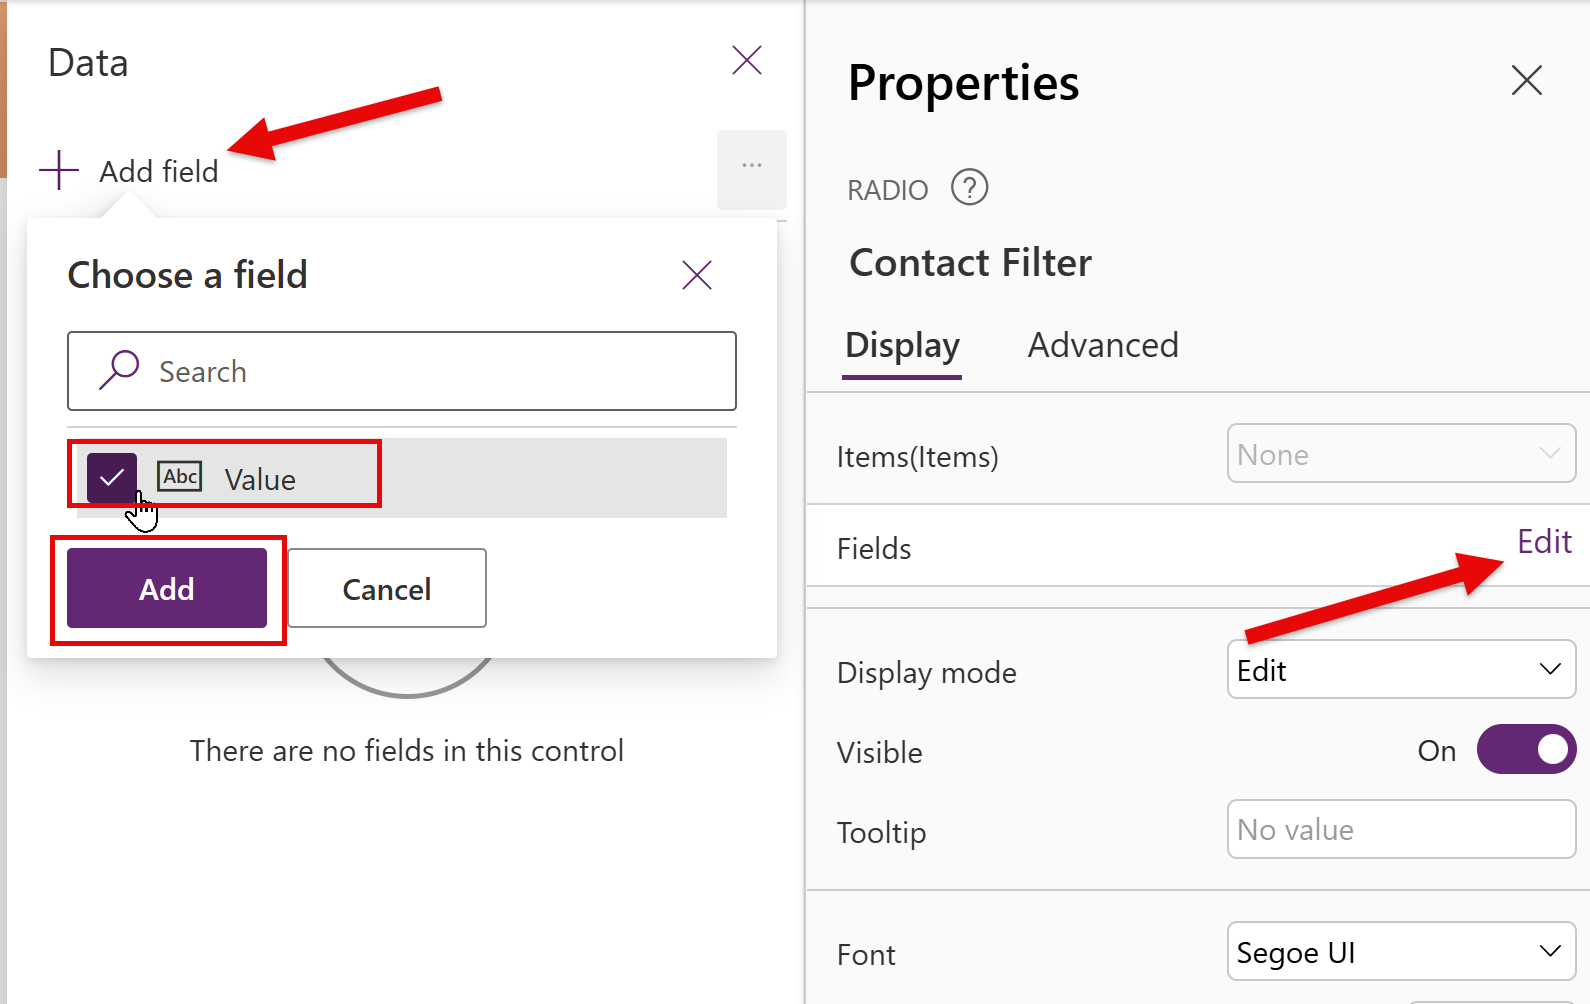 Data
Add field
...
Choose a field
Search
Abc Value
Add Cancel
There are no fields in this control
Properties
RADIO ?
Contact Filter
Display Advanced
Items(Items) None
Fields Edit
Display mode Edit
Visible On
Tooltip No value
Font Segoe UI